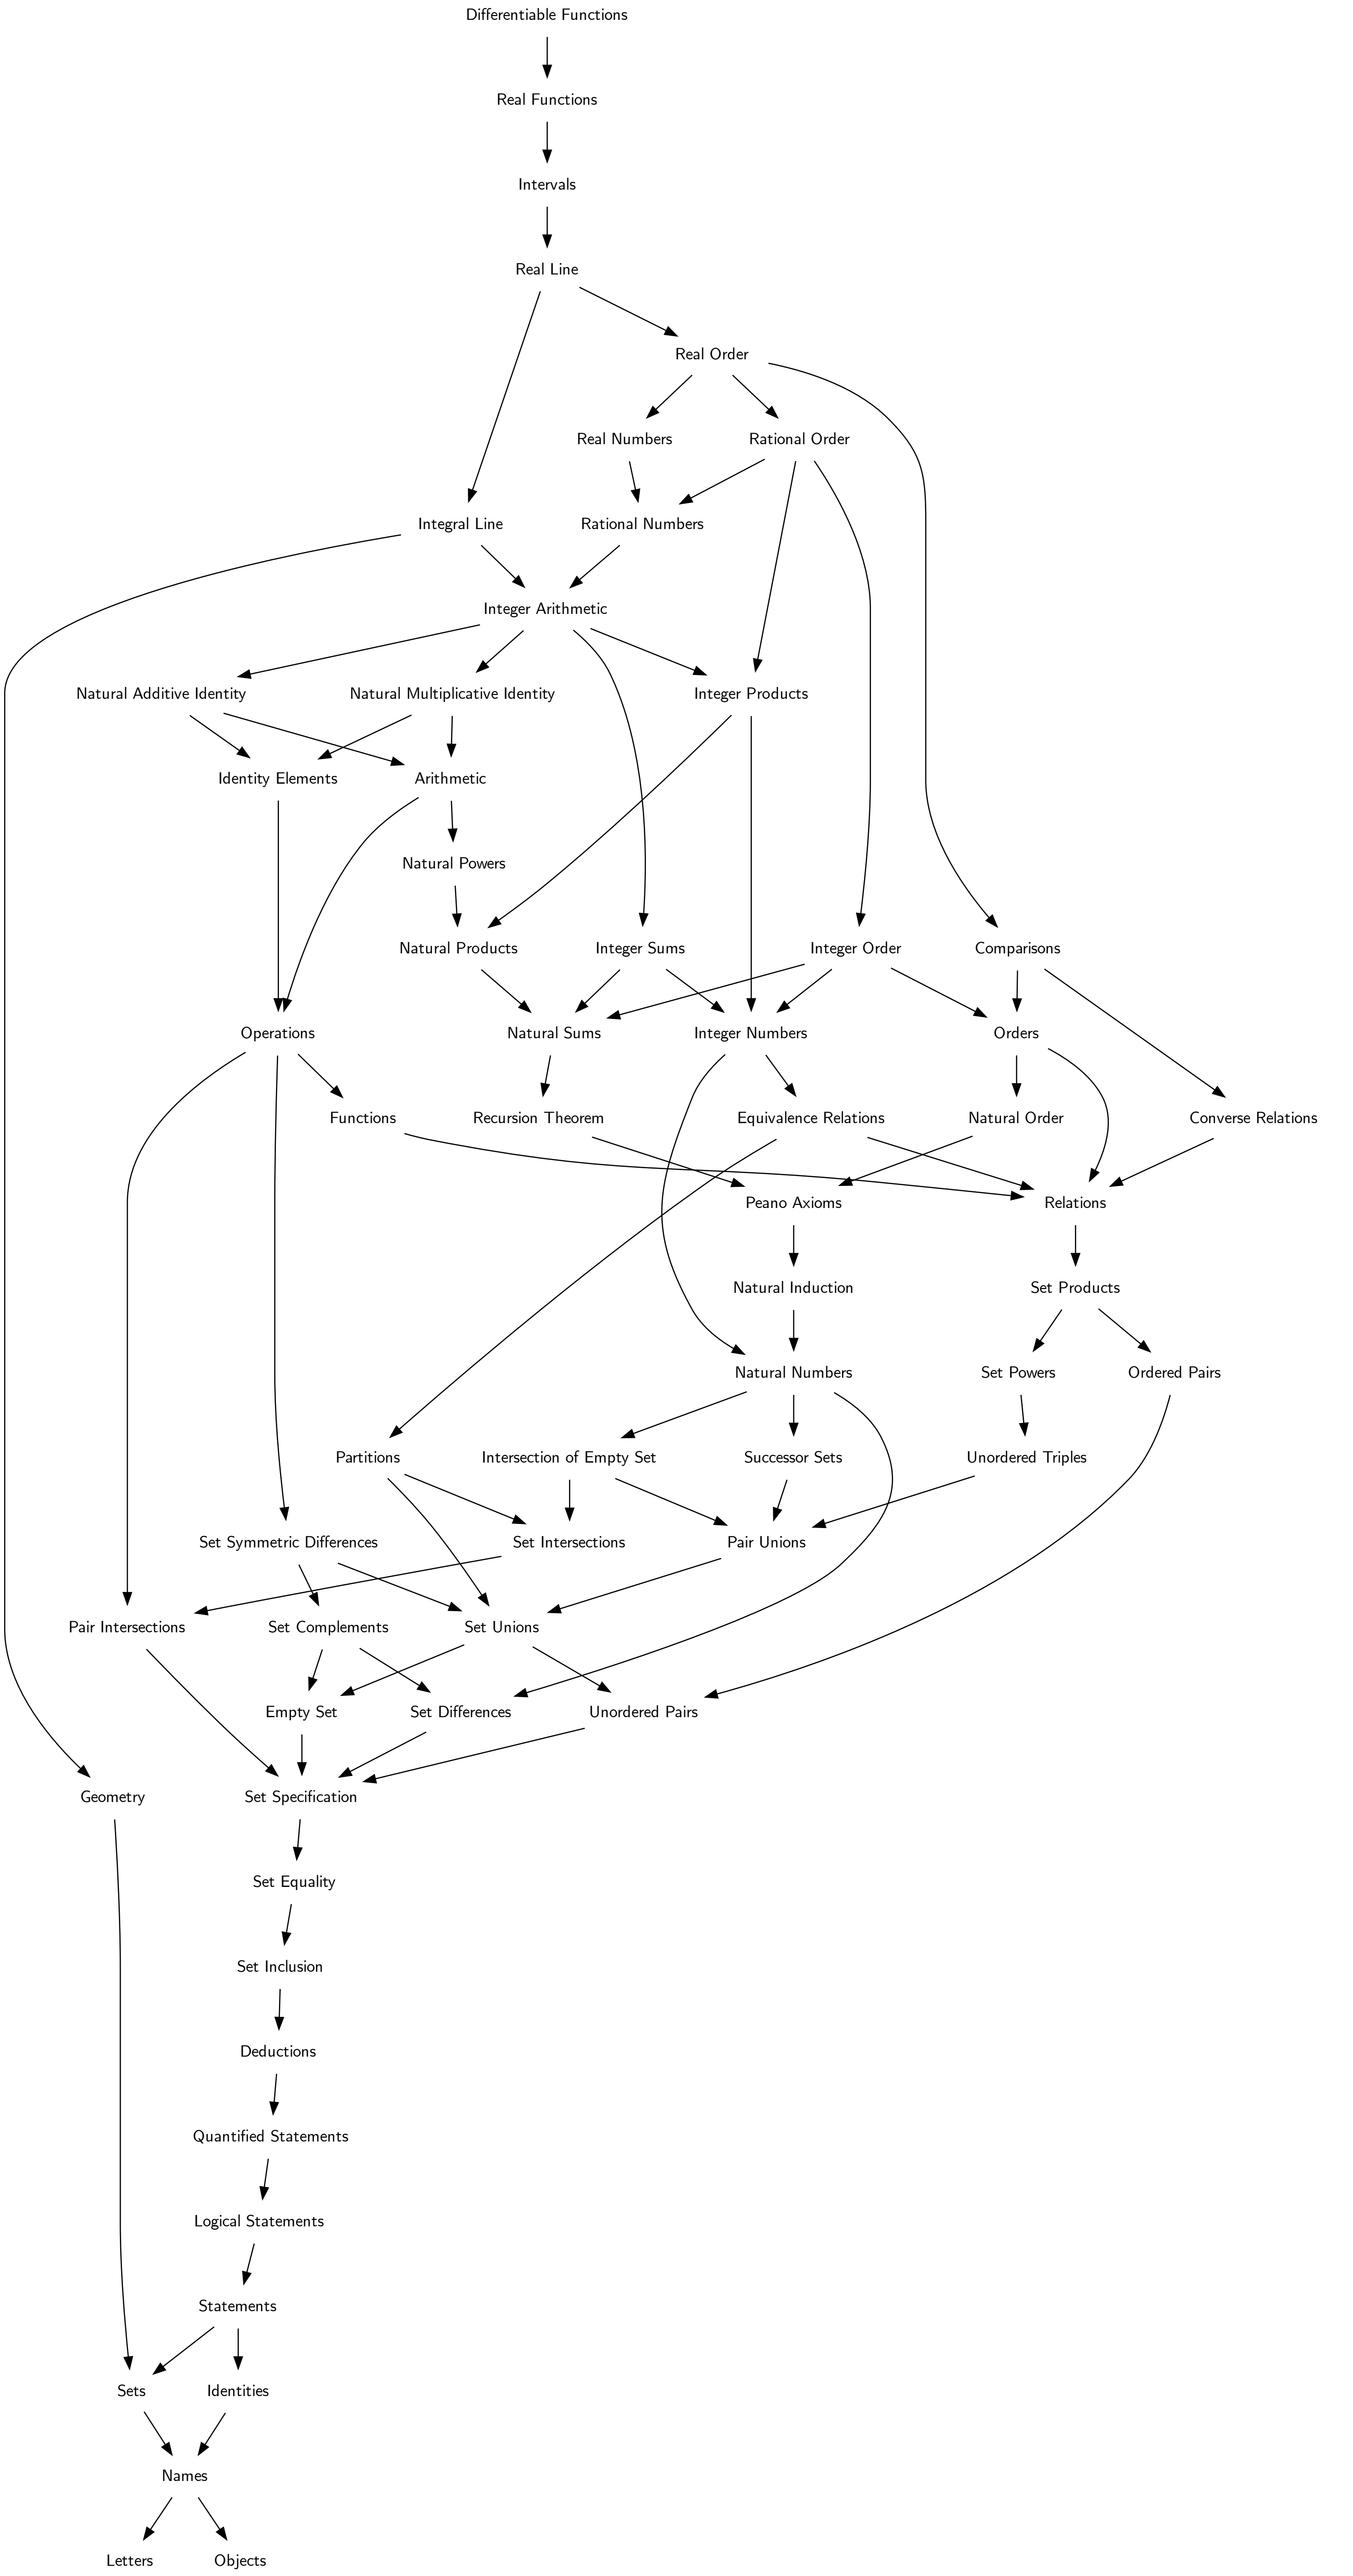 Differentiable Functions
Real Functions
Intervals
Real Line
Real Order
Real Numbers
Rational Order
Integral Line
Rational Numbers
Integer Arithmetic
Natural Additive Identity
Natural Multiplicative Identity
Integer Products
Identity Elements
Arithmetic
Natural Powers
Natural Products
Integer Sums
Integer Order
Comparisons
Operations
Natural Sums
Integer Numbers
Orders
Functions
Recursion Theorem
Equivalence Relations
Natural Order
Converse Relations
Peano Axioms
Relations
Natural Induction
Set Products
Natural Numbers
Set Powers
Ordered Pairs
Partitions
Intersection of Empty Set
Successor Sets
Unordered Triples
Set Symmetric Differences
Set Intersections
Pair Unions
Pair Intersections
Set Complements
Set Unions
Empty Set
Set Differences
Unordered Pairs
Geometry
Set Specification
Set Equality
Set Inclusion
Deductions
Quantified Statements
Logical Statements
Statements
Sets
Identities
Names
Letters
Objects